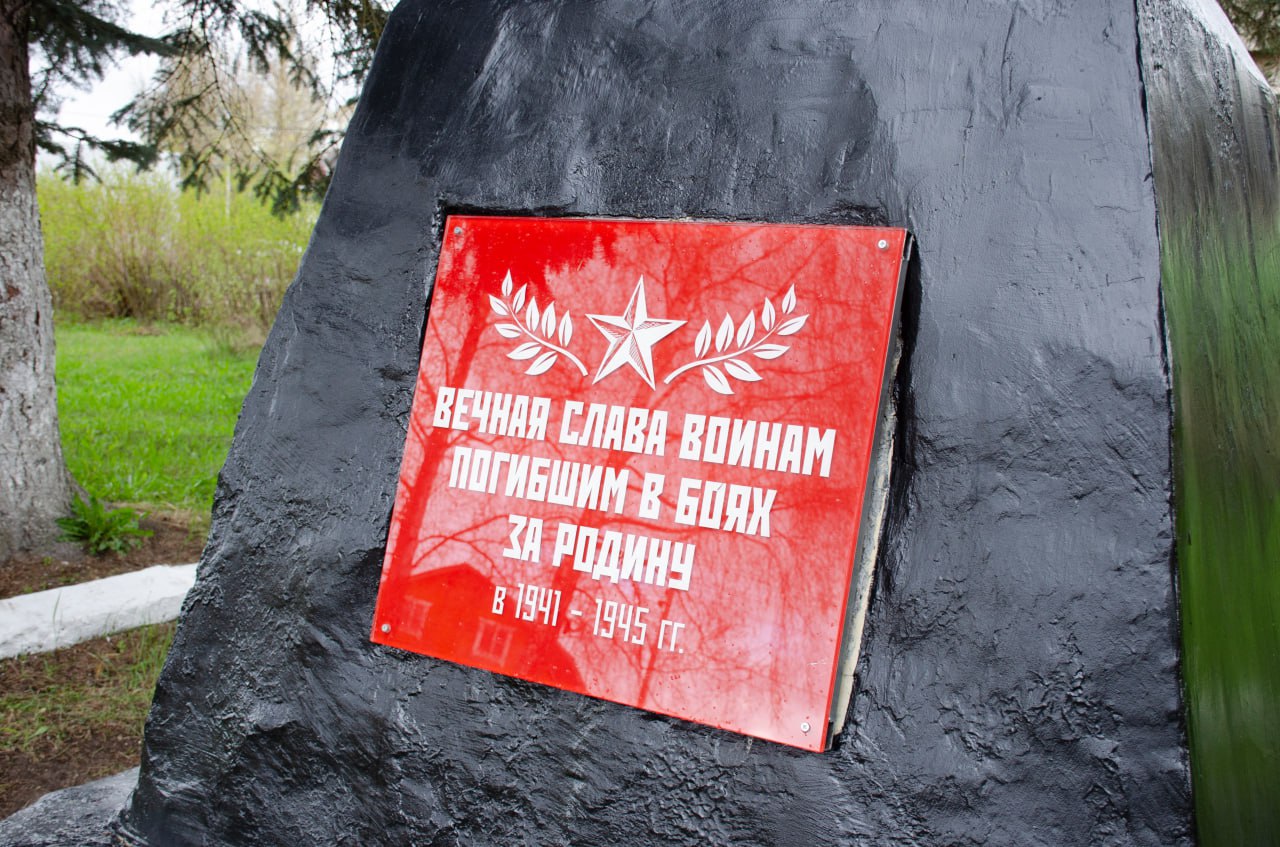 ВЕЧНАЯ СЛАВА ВОИНАМ
ПОГИБШИМ В БОЯХ
ЗА РОДИНУ
в 1941 - 1945 гг.